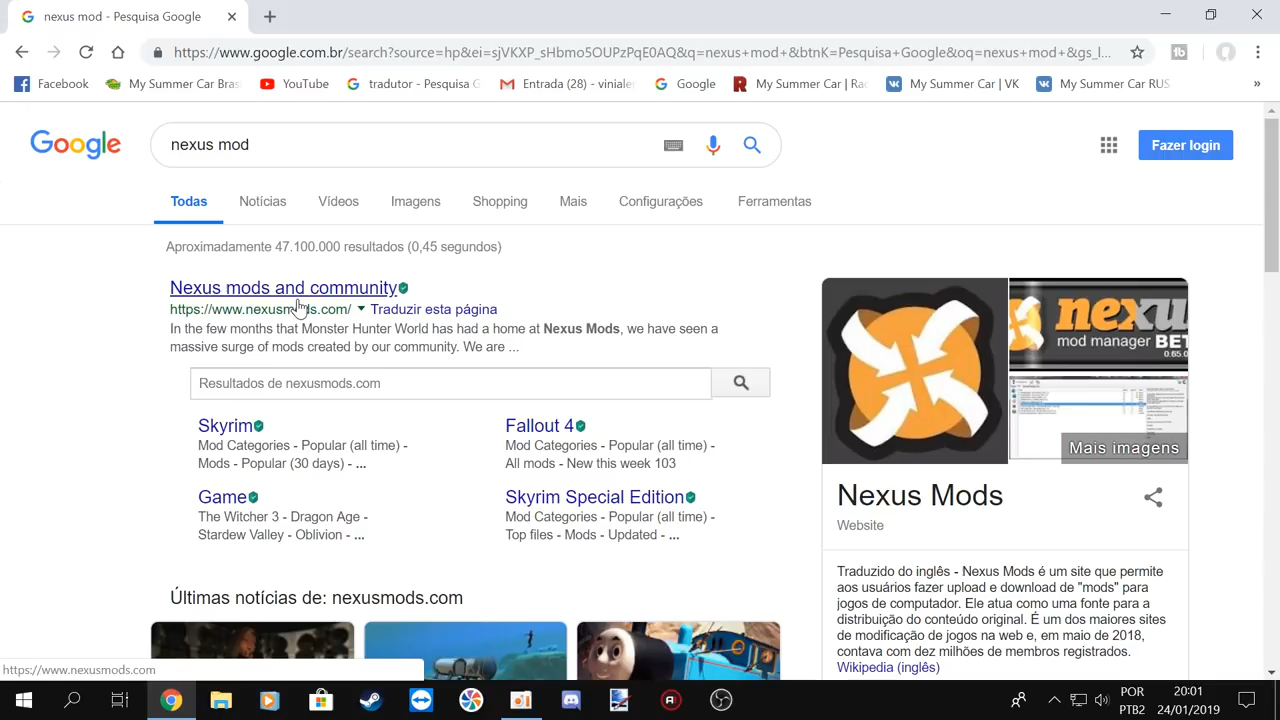 nexus mod - Pesquisa Google
https://www.google.com.br/search?source=hp&ei=sjVKXP_sHbmo5OUPzPqE0AQ&q=nexus+mod+&btnK=Pesquisa+Google&oq=nexus+mod+&gs_l...
Facebook My Summer Car Bras YouTube tradutor - Pesquisa G Entrada (28) - vinialer Google My Summer Car | Rac My Summer Car | VK My Summer Car RUS »
Google nexus mod Fazer login
Todas Notícias Vídeos Imagens Shopping Mais Configurações Ferramentas
Aproximadamente 47.100.000 resultados (0,45 segundos)
Nexus mods and community
https://www.nexusmods.com/ Traduzir esta página
In the few months that Monster Hunter World has had a home at Nexus Mods, we have seen a
massive surge of mods created by our community. We are ...
Resultados de nexusmods.com
Skyrim
Mod Categories - Popular (all time) -
Mods - Popular (30 days) - ...
Fallout 4
Mod Categories - Popular (all time) -
All mods - New this week 103
Game
The Witcher 3 - Dragon Age -
Stardew Valley - Oblivion - ...
Skyrim Special Edition
Mod Categories - Popular (all time) -
Top files - Mods - Updated - ...
Últimas notícias de: nexusmods.com
nexu
mod manager BET
0.65.0
Mais imagens
Nexus Mods
Website
Traduzido do inglês - Nexus Mods é um site que permite
aos usuários fazer upload e download de "mods" para
jogos de computador. Ele atua como uma fonte para a
distribuição do conteúdo original. É um dos maiores sites
de modificação de jogos na web e, em maio de 2018,
contava com dez milhões de membros registrados.
Wikipedia (inglês)
https://www.nexusmods.com
POR
PTB2
20:01
24/01/2019